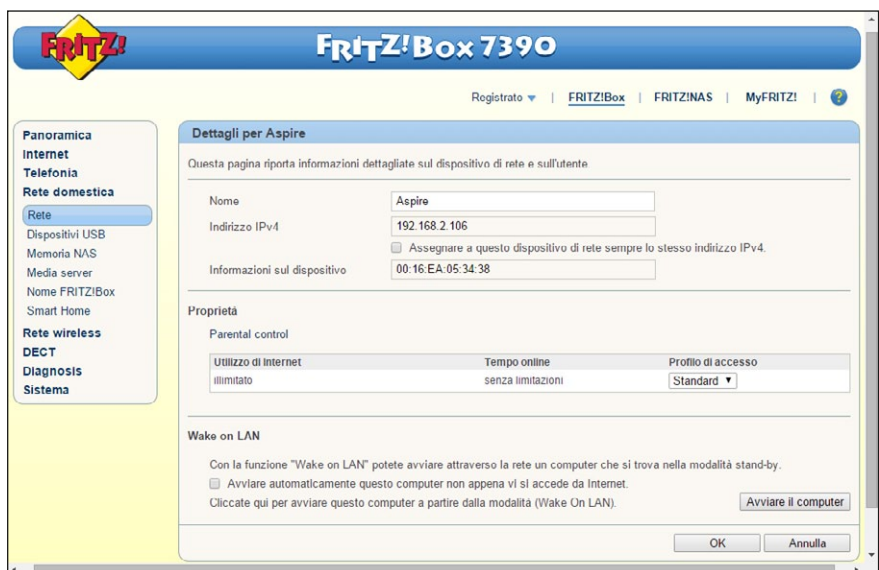 FRITZ!
FRITZ!Box 7390
Registrato | FRITZ!Box | FRITZ!NAS | MyFRITZ! | ?
Panoramica
Internet
Telefonia
Rete domestica
Rete
Dispositivi USB
Memoria NAS
Media server
Nome FRITZ!Box
Smart Home
Rete wireless
DECT
Diagnosis
Sistema
Dettagli per Aspire
Questa pagina riporta informazioni dettagliate sul dispositivo di rete e sull'utente
Nome Aspire
Indirizzo IPv4 192.168.2.106
Assegnare a questo dispositivo di rete sempre lo stesso indirizzo IPv4.
Informazioni sul dispositivo 00:16:EA:05:34:38
Proprietà
Parental control
Utilizzo di Internet Tempo online Profilo di accesso
illimitato senza limitazioni Standard
Wake on LAN
Con la funzione "Wake on LAN" potete avviare attraverso la rete un computer che si trova nella modalità stand-by.
Avviare automaticamente questo computer non appena vi si accede da Internet.
Cliccate qui per avviare questo computer a partire dalla modalità (Wake On LAN). Avviare il computer
OK Annulla